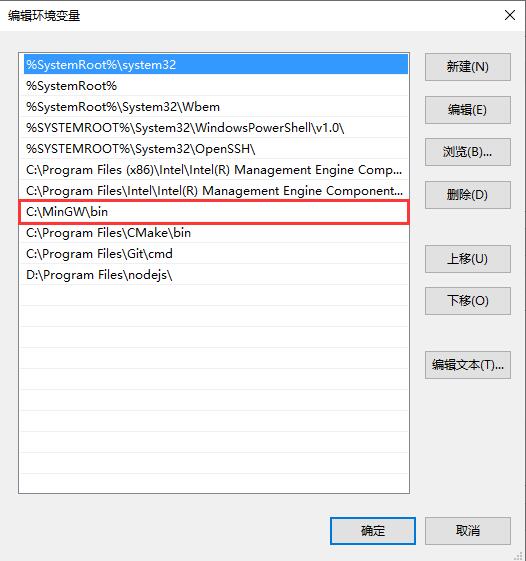 编辑环境变量
%SystemRoot%\system32
%SystemRoot%
%SystemRoot%\System32\Wbem
%SYSTEMROOT%\System32\WindowsPowerShell\v1.0\
%SYSTEMROOT%\System32\OpenSSH\
C:\Program Files (x86)\Intel\Intel(R) Management Engine Comp...
C:\Program Files\Intel\Intel(R) Management Engine Component...
C:\MinGW\bin
C:\Program Files\CMake\bin
C:\Program Files\Git\cmd
D:\Program Files\nodejs\
新建(N)
编辑(E)
浏览(B)...
删除(D)
上移(U)
下移(O)
编辑文本(T)...
确定
取消